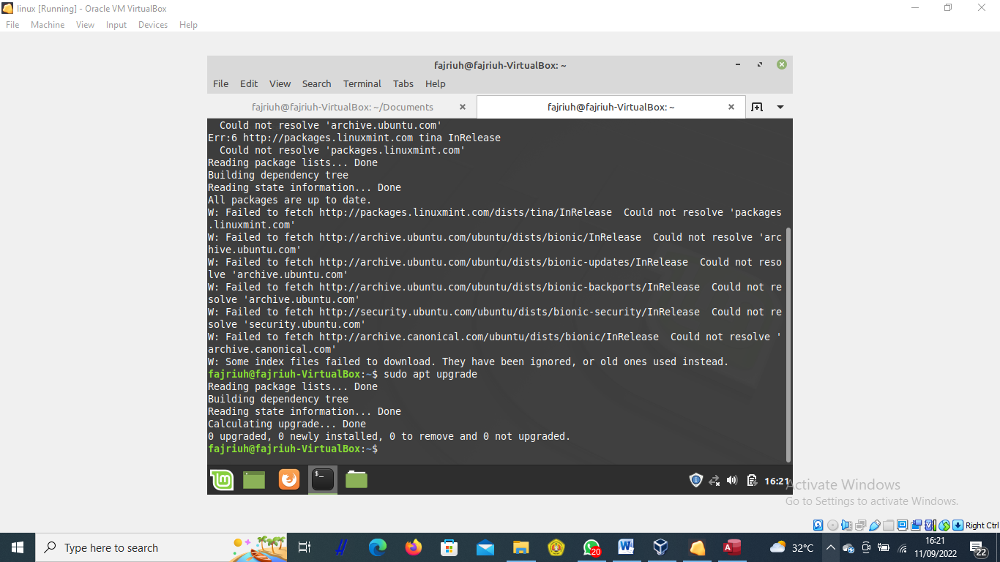 linux [Running] - Oracle VM VirtualBox
File Machine View Input Devices Help
fajriuh@fajriuh-VirtualBox: ~
File Edit View Search Terminal Tabs Help
fajriuh@fajriuh-VirtualBox: ~/Documents
fajriuh@fajriuh-VirtualBox: ~
Could not resolve 'archive.ubuntu.com'
Err:6 http://packages.linuxmint.com tina InRelease
Could not resolve 'packages.linuxmint.com'
Reading package lists... Done
Building dependency tree
Reading state information... Done
All packages are up to date.
W: Failed to fetch http://packages.linuxmint.com/dists/tina/InRelease  Could not resolve 'packages
.linuxmint.com'
W: Failed to fetch http://archive.ubuntu.com/ubuntu/dists/bionic/InRelease  Could not resolve 'arc
hive.ubuntu.com'
W: Failed to fetch http://archive.ubuntu.com/ubuntu/dists/bionic-updates/InRelease  Could not reso
lve 'archive.ubuntu.com'
W: Failed to fetch http://archive.ubuntu.com/ubuntu/dists/bionic-backports/InRelease  Could not re
solve 'archive.ubuntu.com'
W: Failed to fetch http://security.ubuntu.com/ubuntu/dists/bionic-security/InRelease  Could not re
solve 'security.ubuntu.com'
W: Failed to fetch http://archive.canonical.com/ubuntu/dists/bionic/InRelease  Could not resolve '
archive.canonical.com'
W: Some index files failed to download. They have been ignored, or old ones used instead.
fajriuh@fajriuh-VirtualBox:~$ sudo apt upgrade
Reading package lists... Done
Building dependency tree
Reading state information... Done
Calculating upgrade... Done
0 upgraded, 0 newly installed, 0 to remove and 0 not upgraded.
fajriuh@fajriuh-VirtualBox:~$
16:21
Activate Windows
Go to Settings to activate Windows.
Right Ctrl
Type here to search
20
32°C
16:21
11/09/2022
22